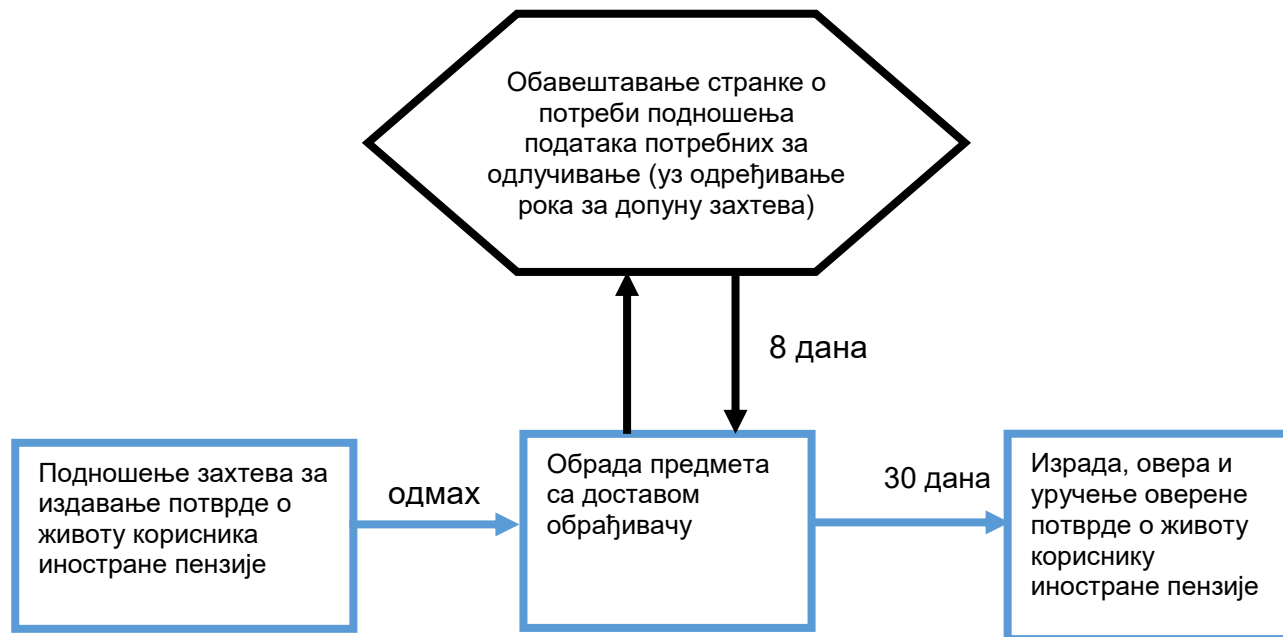 Обавештавање странке о
потреби подношења
података потребних за
одлучивање (уз одређивање
рока за допуну захтева)
8 дана
Подношење захтева за
издавање потврде о
животу корисника
иностране пензије
одмах
Обрада предмета
са доставом
обрађивачу
30 дана
Израда, овера и
уручење оверене
потврде о животу
кориснику
иностране пензије